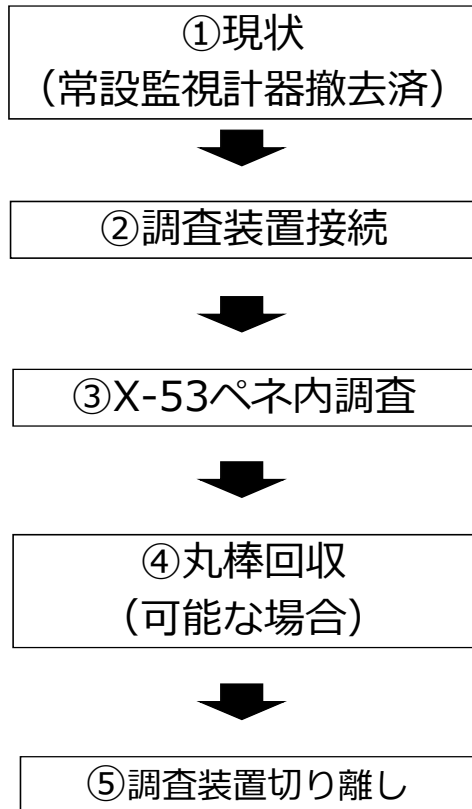 ①現状
（常設監視計器撤去済）
②調査装置接続
③X-53ペネ内調査
④丸棒回収
（可能な場合）
⑤調査装置切り離し